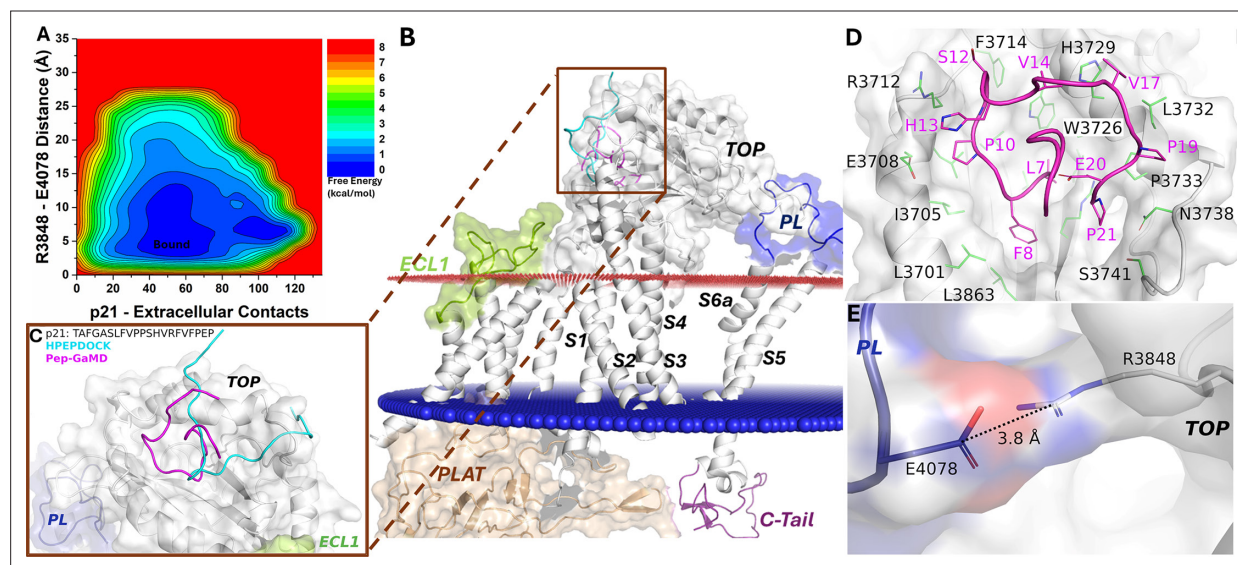 A
R3848 - E4078 Distance (Å)
35
30
25
20
15
10
5
0
Bound
0 20 40 60 80 100 120
p21 - Extracellular Contacts
8
7
6
5
4
3
2
1
0
Free Energy
(kcal/mol)
B
TOP
PL
ECL1
S6a
S1
S4
S2
S3
S5
PLAT
C-Tail
C
p21: TAFGASLFVPPSHVRFVFPEP
HPEPDOCK
Pep-GaMD
TOP
PL
ECL1
D
F3714
H3729
S12
V14
V17
R3712
L3732
H13
W3726
P10
P19
E3708
L7
E20
P3733
I3705
N3738
P21
F8
L3701
S3741
L3863
E
PL
R3848
3.8 Å
TOP
E4078